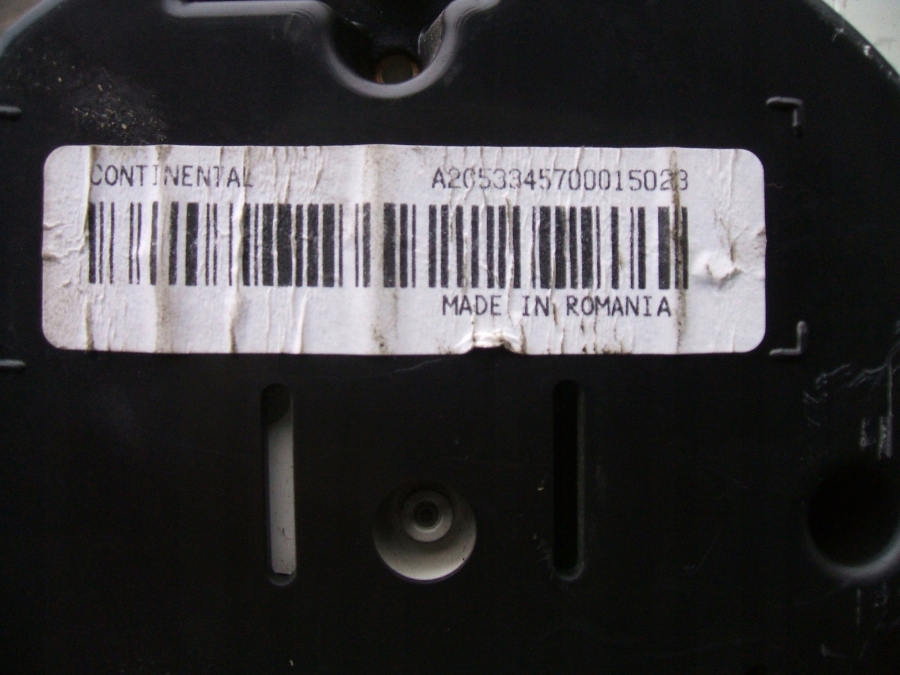 CONTINENTAL A2053345700015023
MADE IN ROMANIA